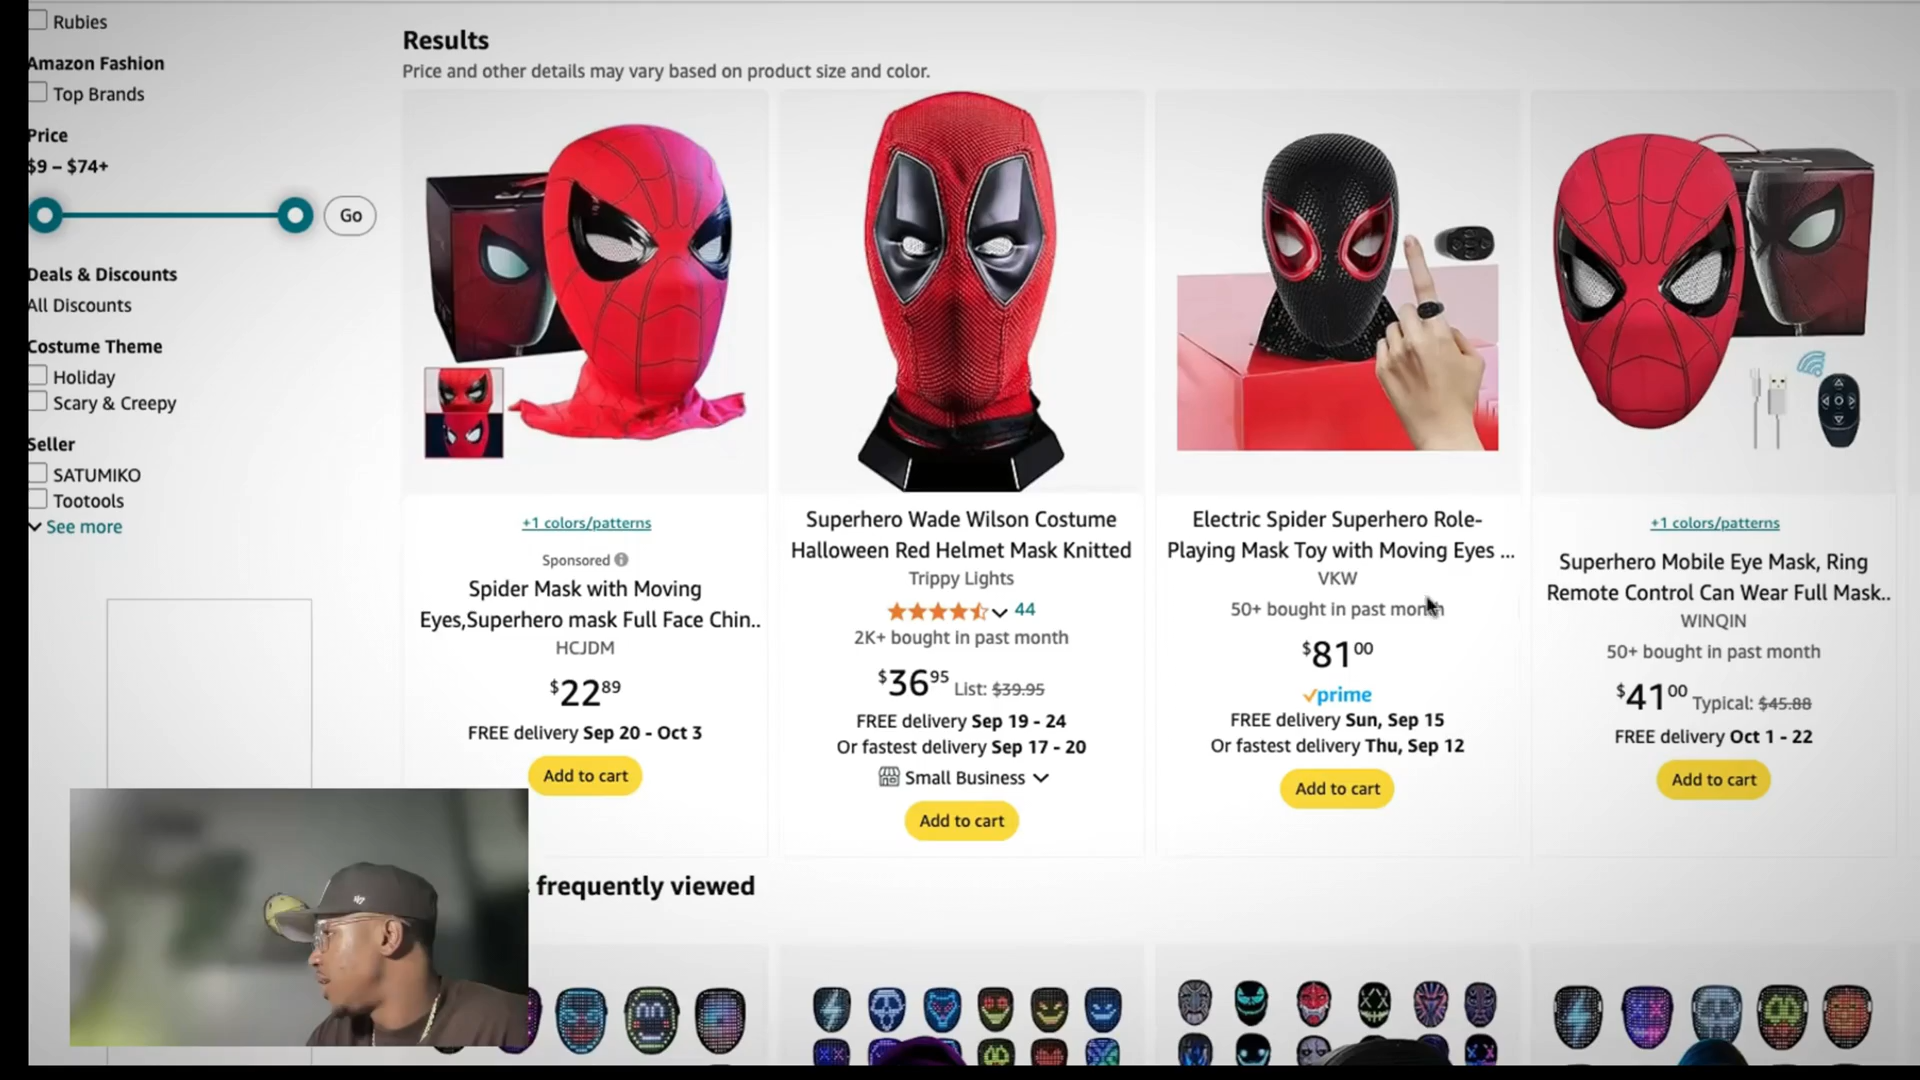 Rubies
Amazon Fashion
Top Brands
Price
$9 – $74+
Go
Deals & Discounts
All Discounts
Costume Theme
Holiday
Scary & Creepy
Seller
SATUMIKO
Tootools
See more
Results
Price and other details may vary based on product size and color.
+1 colors/patterns
Sponsored
Spider Mask with Moving
Eyes,Superhero mask Full Face Chin..
HCJDM
$22 89
FREE delivery Sep 20 - Oct 3
Add to cart
Superhero Wade Wilson Costume
Halloween Red Helmet Mask Knitted
Trippy Lights
44
2K+ bought in past month
$36 95 List: $39.95
FREE delivery Sep 19 - 24
Or fastest delivery Sep 17 - 20
Small Business
Add to cart
Electric Spider Superhero Role-
Playing Mask Toy with Moving Eyes ...
VKW
50+ bought in past month
$81 00
prime
FREE delivery Sun, Sep 15
Or fastest delivery Thu, Sep 12
Add to cart
+1 colors/patterns
Superhero Mobile Eye Mask, Ring
Remote Control Can Wear Full Mask..
WINQIN
50+ bought in past month
$41 00 Typical: $45.88
FREE delivery Oct 1 - 22
Add to cart
frequently viewed